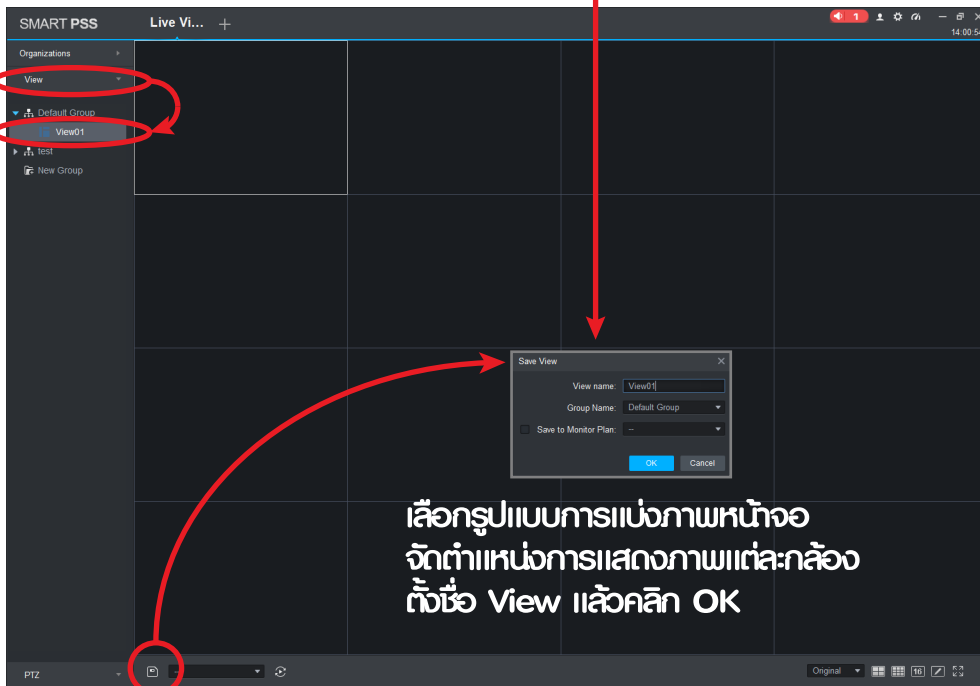 SMART PSS
Live Vi...
1
14:00:54
Organizations
View
Default Group
View01
test
New Group
Save View
View name: View01
Group Name: Default Group
Save to Monitor Plan: --
OK Cancel
เลือกรูปแบบการแบ่งภาพหน้าจอ
จัดตำแหน่งการแสดงภาพแต่ละกล้อง
ตั้งชื่อ View แล้วคลิก OK
PTZ
Original
16